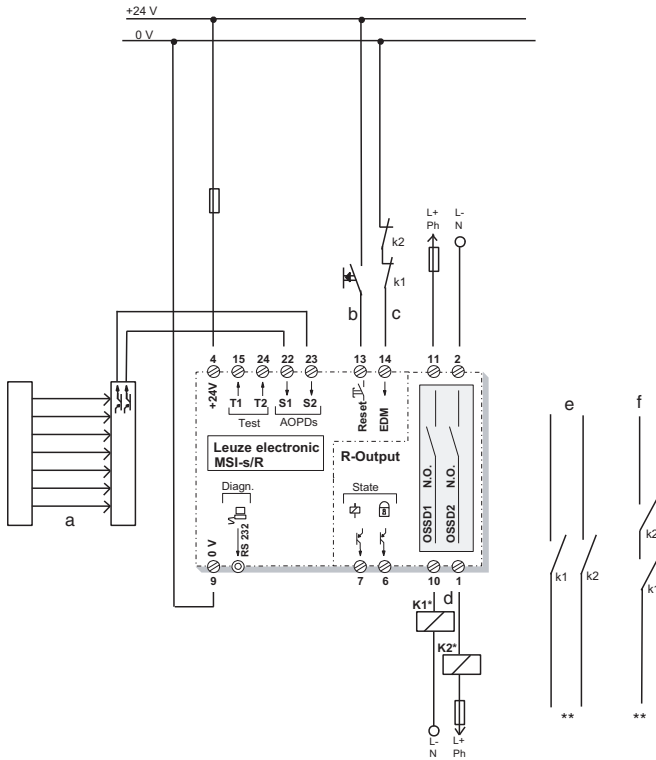 +24 V
0 V
L+
Ph
L-
N
k2
k1
b
c
4
15
24
22
23
13
14
11
2
+24V
T1
T2
S1
S2
Test
AOPDs
Reset
EDM
Leuze electronic
MSI-s/R
R-Output
OSSD1 N.O.
OSSD2 N.O.
Diagn.
State
RS 232
0 V
9
7
6
10
1
a
d
K1*
K2*
L-
N
L+
Ph
e
f
k1
k2
k2
k1
**
**